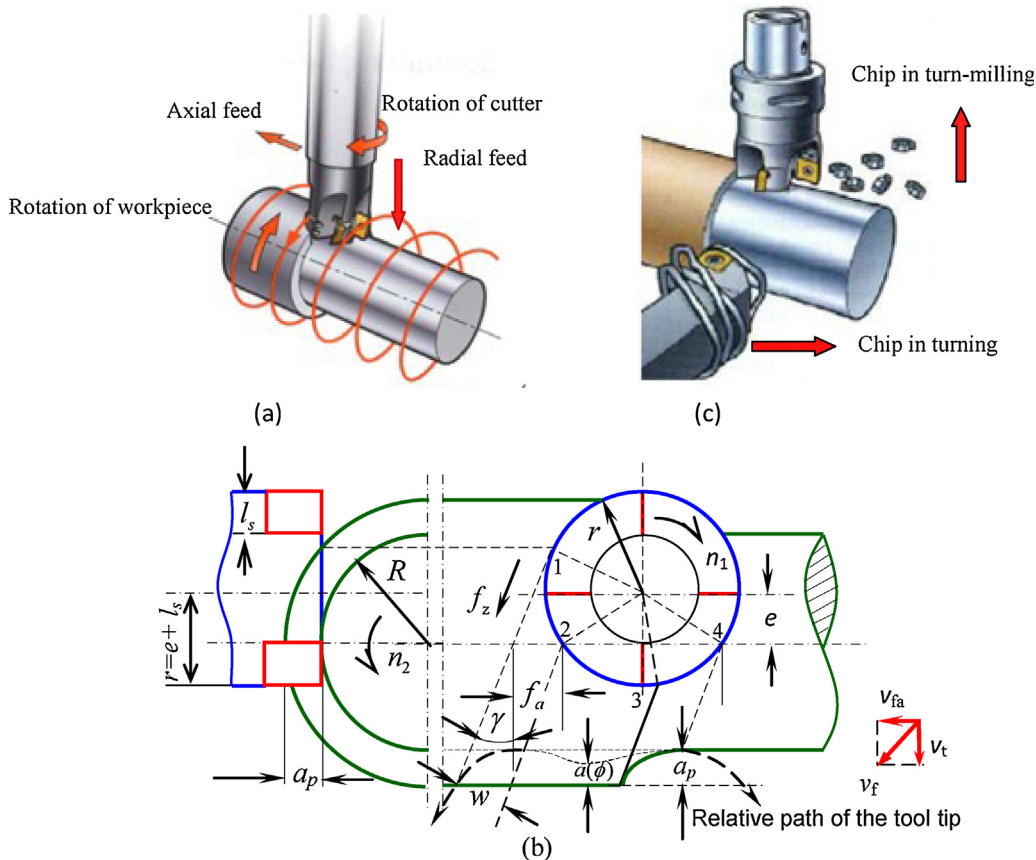 Axial feed
Rotation of cutter
Radial feed
Rotation of workpiece
(a)
Chip in turn-milling
Chip in turning
(c)
l_s
r=e+l_s
R
n_2
a_p
f_z
r
n_1
1
2
3
4
e
f_a
γ
w
a(ϕ)
a_p
v_fa
v_t
v_f
Relative path of the tool tip
(b)